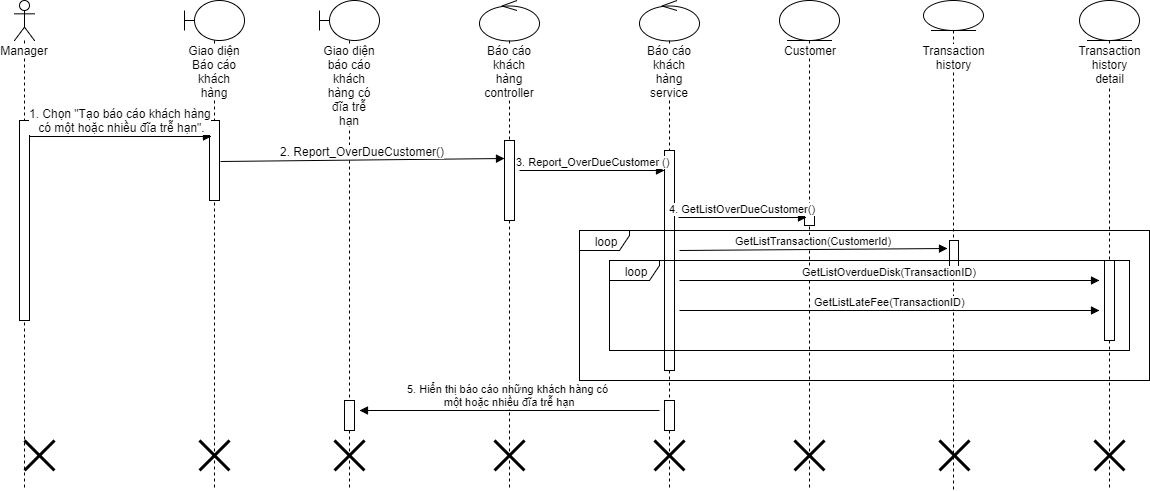 Manager
Giao diện
Báo cáo
khách
hàng
Giao diện
báo cáo
khách
hàng có
đĩa trễ
hạn
Báo cáo
khách
hàng
controller
Báo cáo
khách
hàng
service
Customer
Transaction
history
Transaction
history
detail
1. Chọn "Tạo báo cáo khách hàng
có một hoặc nhiều đĩa trễ hạn".
2. Report_OverDueCustomer()
3. Report_OverDueCustomer ()
4. GetListOverDueCustomer()
loop
GetListTransaction(CustomerId)
loop
GetListOverdueDisk(TransactionID)
GetListLateFee(TransactionID)
5. Hiển thị báo cáo những khách hàng có
một hoặc nhiều đĩa trễ hạn